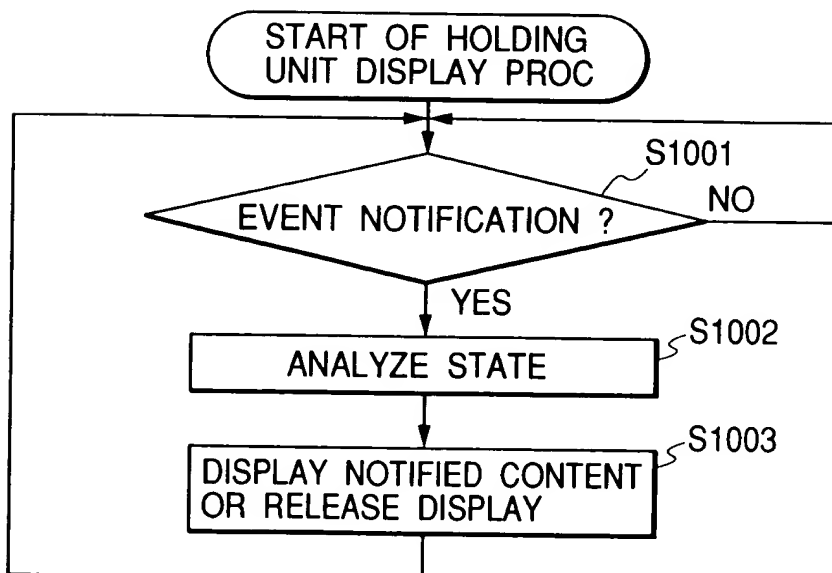 START OF HOLDING
UNIT DISPLAY PROC
S1001
EVENT NOTIFICATION ?
NO
YES
S1002
ANALYZE STATE
S1003
DISPLAY NOTIFIED CONTENT
OR RELEASE DISPLAY